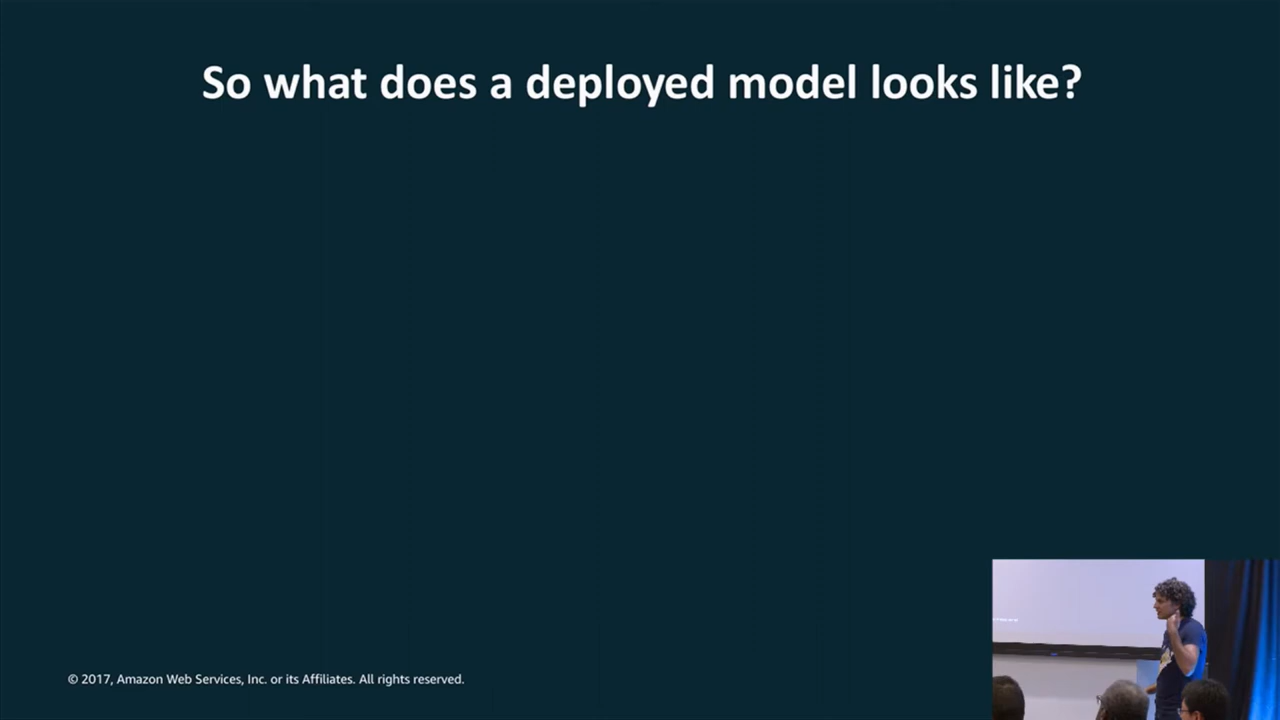 So what does a deployed model looks like?
© 2017, Amazon Web Services, Inc. or its Affiliates. All rights reserved.